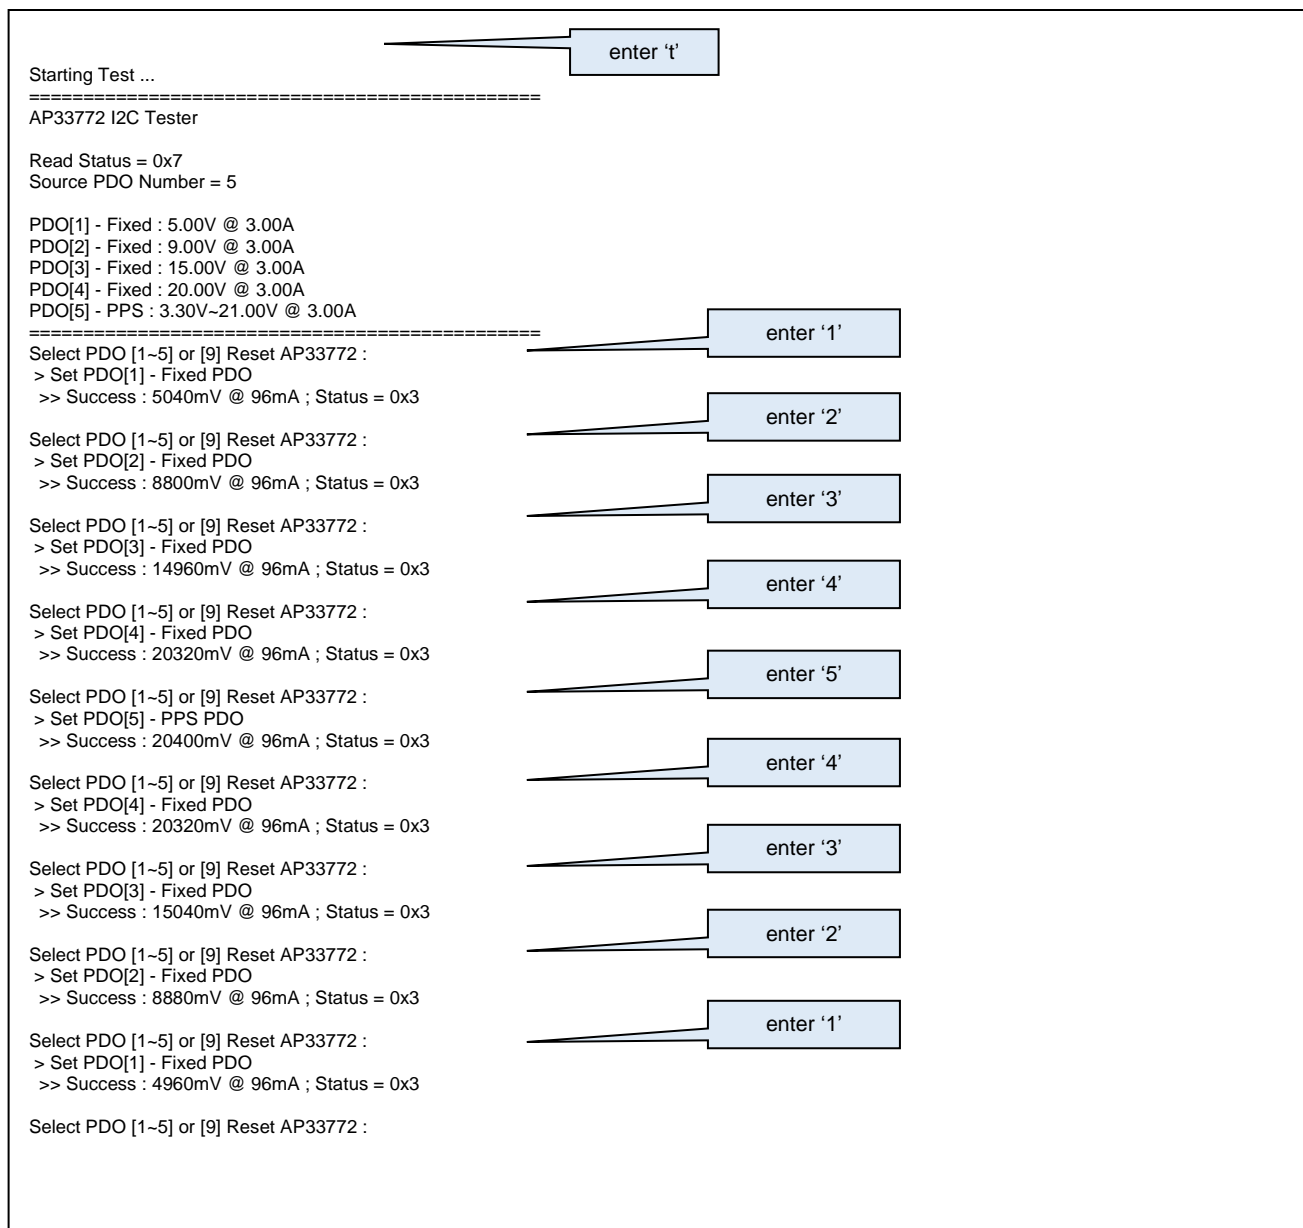 enter ‘t’
Starting Test ...
===============================================
AP33772 I2C Tester
Read Status = 0x7
Source PDO Number = 5
PDO[1] - Fixed : 5.00V @ 3.00A
PDO[2] - Fixed : 9.00V @ 3.00A
PDO[3] - Fixed : 15.00V @ 3.00A
PDO[4] - Fixed : 20.00V @ 3.00A
PDO[5] - PPS : 3.30V~21.00V @ 3.00A
===============================================
enter ‘1’
Select PDO [1~5] or [9] Reset AP33772 :
> Set PDO[1] - Fixed PDO
>> Success : 5040mV @ 96mA ; Status = 0x3
enter ‘2’
Select PDO [1~5] or [9] Reset AP33772 :
> Set PDO[2] - Fixed PDO
>> Success : 8800mV @ 96mA ; Status = 0x3
enter ‘3’
Select PDO [1~5] or [9] Reset AP33772 :
> Set PDO[3] - Fixed PDO
>> Success : 14960mV @ 96mA ; Status = 0x3
enter ‘4’
Select PDO [1~5] or [9] Reset AP33772 :
> Set PDO[4] - Fixed PDO
>> Success : 20320mV @ 96mA ; Status = 0x3
enter ‘5’
Select PDO [1~5] or [9] Reset AP33772 :
> Set PDO[5] - PPS PDO
>> Success : 20400mV @ 96mA ; Status = 0x3
enter ‘4’
Select PDO [1~5] or [9] Reset AP33772 :
> Set PDO[4] - Fixed PDO
>> Success : 20320mV @ 96mA ; Status = 0x3
enter ‘3’
Select PDO [1~5] or [9] Reset AP33772 :
> Set PDO[3] - Fixed PDO
>> Success : 15040mV @ 96mA ; Status = 0x3
enter ‘2’
Select PDO [1~5] or [9] Reset AP33772 :
> Set PDO[2] - Fixed PDO
>> Success : 8880mV @ 96mA ; Status = 0x3
enter ‘1’
Select PDO [1~5] or [9] Reset AP33772 :
> Set PDO[1] - Fixed PDO
>> Success : 4960mV @ 96mA ; Status = 0x3
Select PDO [1~5] or [9] Reset AP33772 :